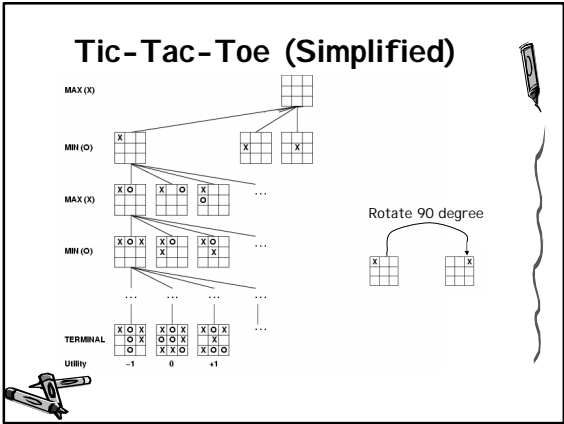 Tic-Tac-Toe (Simplified)
MAX (X)
MIN (O)
X
X
X
MAX (X)
X O
X O
X
O
...
Rotate 90 degree
X
X
MIN (O)
X O X
X O
X
X O
X
...
... ... ... ...
TERMINAL
X O X
O X
O
X O X
O O X
X X O
X O X
X
X O O
Utility
−1 0 +1